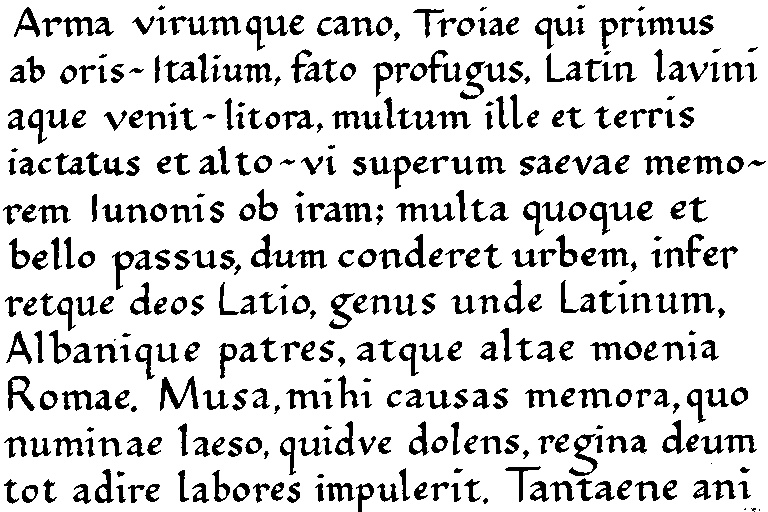 Arma virumque cano, Troiae qui primus
ab oris~Italium, fato profugus, Latin lavini
aque venit~litora, multum ille et terris
iactatus et alto~vi superum saevae memo~
rem Iunonis ob iram; multa quoque et
bello passus, dum conderet urbem, infer
retque deos Latio, genus unde Latinum,
Albanique patres, atque altae moenia
Romae. Musa, mihi causas memora, quo
numinae laeso, quidve dolens, regina deum
tot adire labores impulerit. Tantaene ani